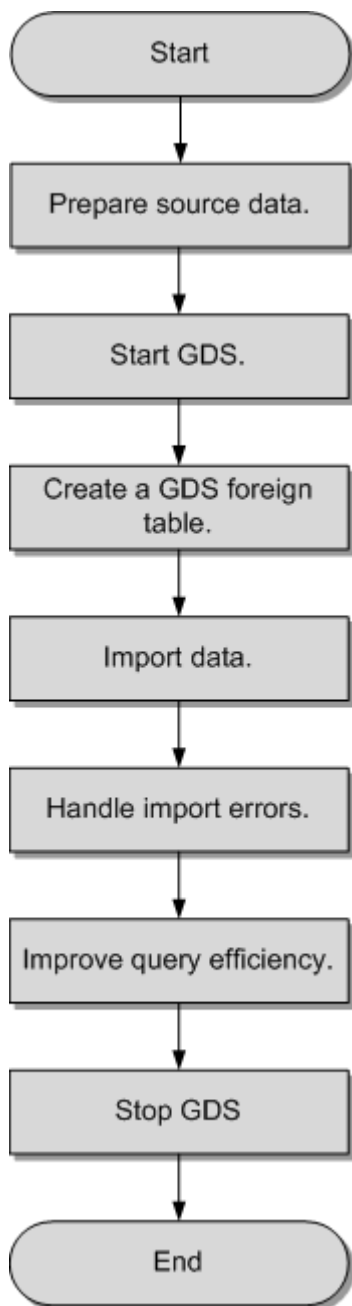 Start
Prepare source data.
Start GDS.
Create a GDS foreign
table.
Import data.
Handle import errors.
Improve query efficiency.
Stop GDS
End